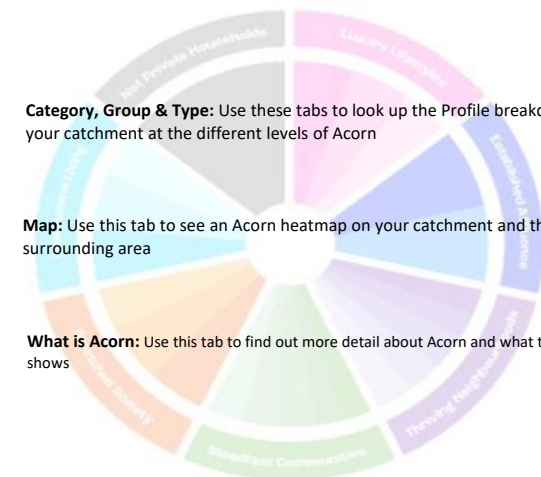 Not Private Households
Luxury Lifestyles
Category, Group & Type: Use these tabs to look up the Profile breakd
your catchment at the different levels of Acorn
Established Affluence
Map: Use this tab to see an Acorn heatmap on your catchment and th
surrounding area
What is Acorn: Use this tab to find out more detail about Acorn and what t
shows
Thriving Neighbourhoods
Steadfast Communities